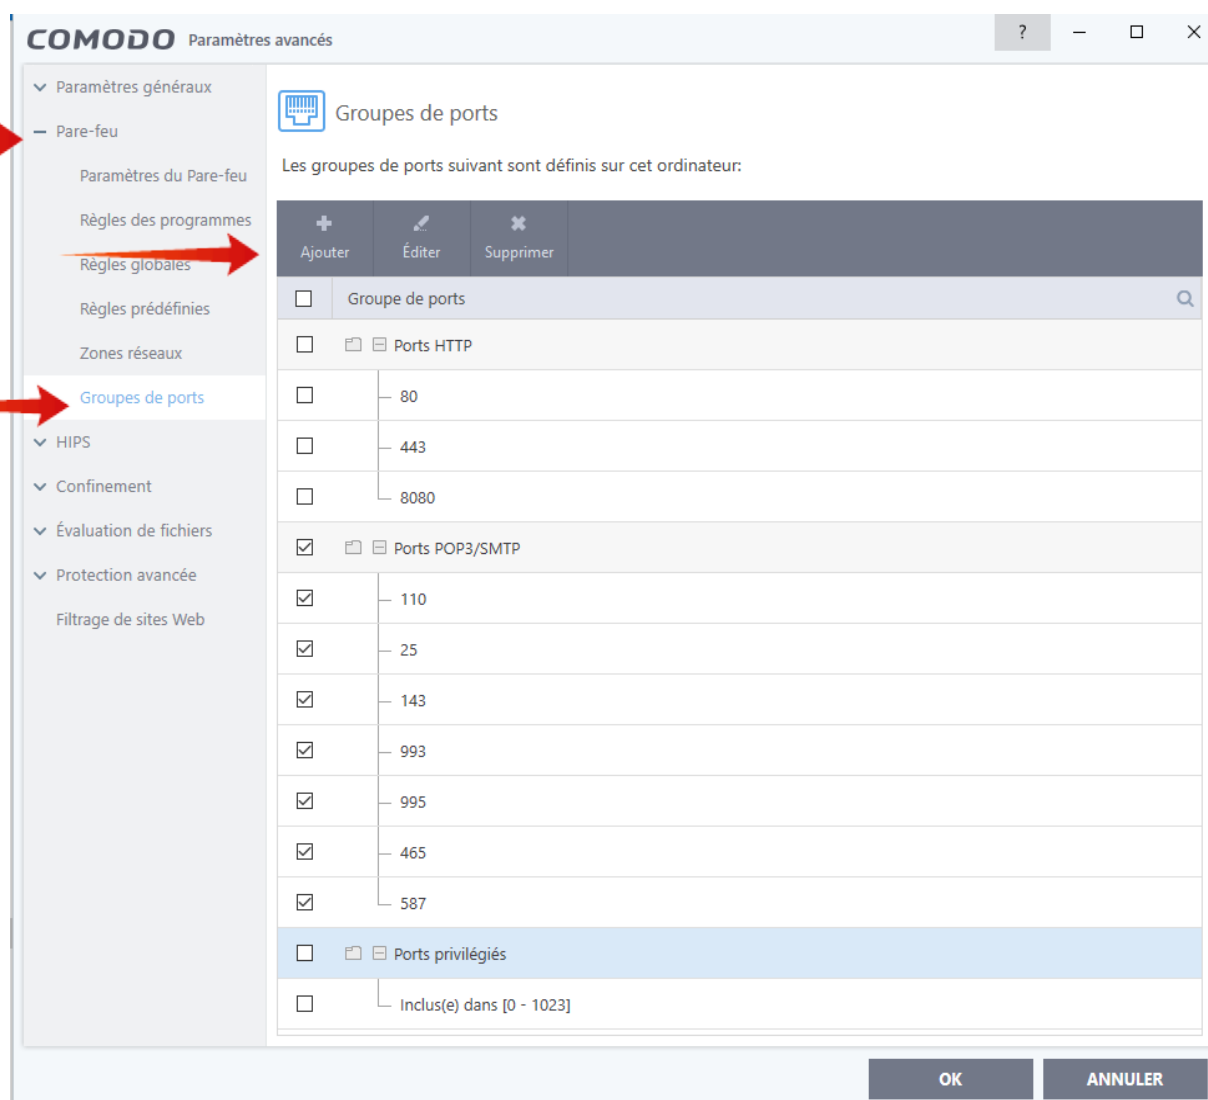 COMODO Paramètres avancés
?
Paramètres généraux
Pare-feu
Paramètres du Pare-feu
Règles des programmes
Règles globales
Règles prédéfinies
Zones réseaux
Groupes de ports
HIPS
Confinement
Évaluation de fichiers
Protection avancée
Filtrage de sites Web
Groupes de ports
Les groupes de ports suivant sont définis sur cet ordinateur:
Ajouter Éditer Supprimer
Groupe de ports
Ports HTTP
80
443
8080
Ports POP3/SMTP
110
25
143
993
995
465
587
Ports privilégiés
Inclus(e) dans [0 - 1023]
OK ANNULER